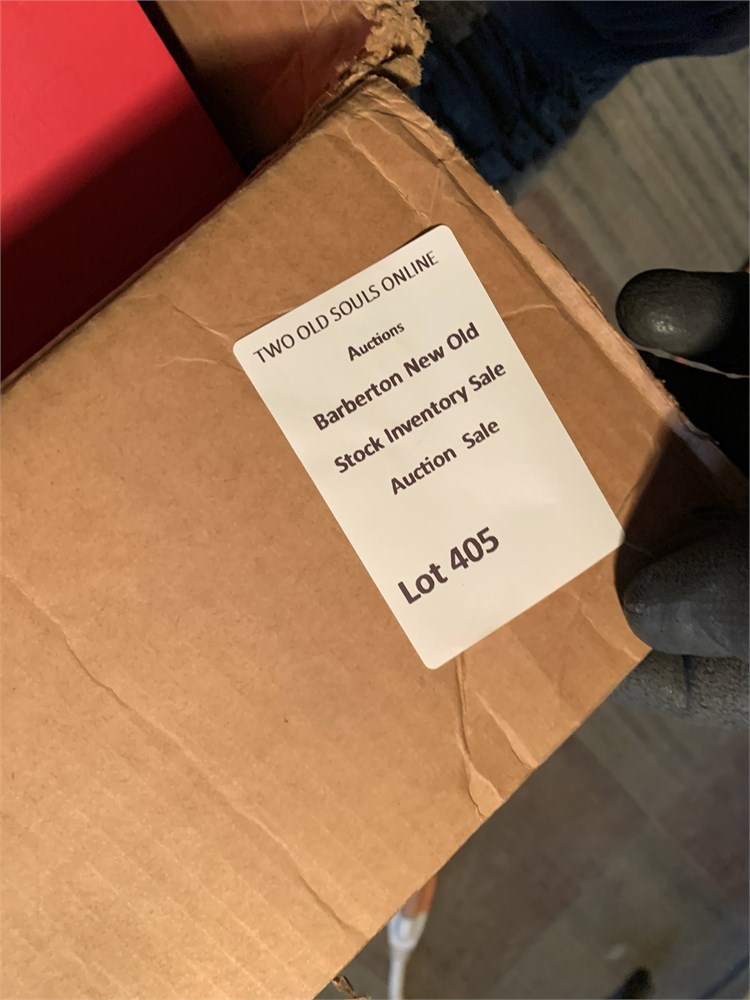 TWO OLD SOULS ONLINE
Auctions
Barberton New Old
Stock Inventory Sale
Auction Sale
Lot 405